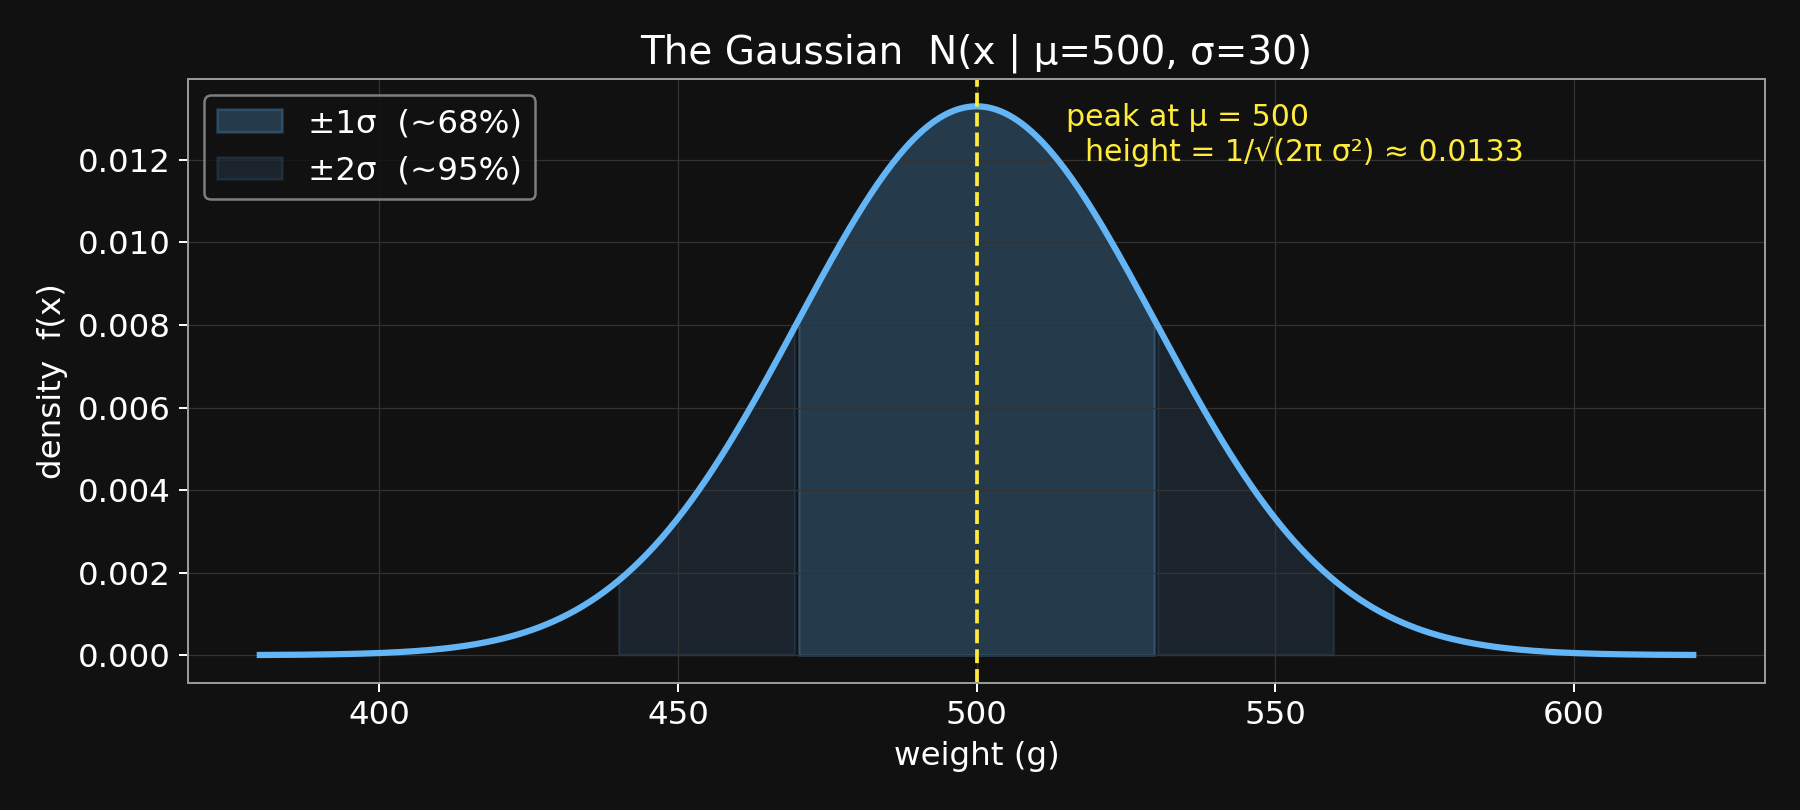 The Gaussian  N(x | μ=500, σ=30)
±1σ  (~68%)
±2σ  (~95%)
peak at μ = 500
height = 1/√(2π σ²) ≈ 0.0133
density  f(x)
0.012
0.010
0.008
0.006
0.004
0.002
0.000
400 450 500 550 600
weight (g)